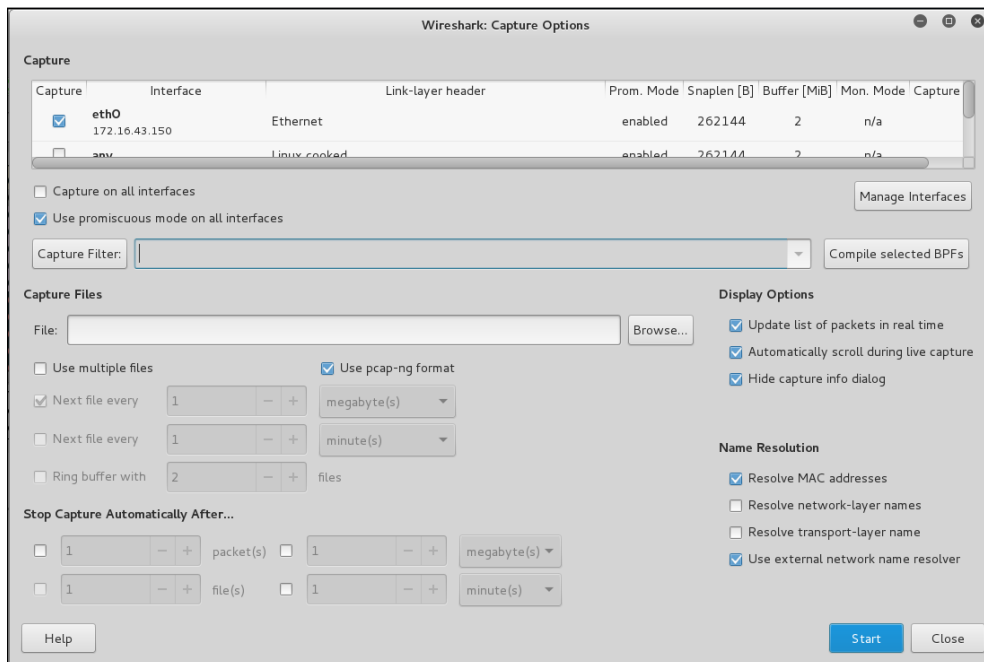 Wireshark: Capture Options
Capture
Capture Interface Link-layer header Prom. Mode Snaplen [B] Buffer [MiB] Mon. Mode Capture
eth0
172.16.43.150
Ethernet enabled 262144 2 n/a
any Linux cooked enabled 262144 2 n/a
Capture on all interfaces
Manage Interfaces
Use promiscuous mode on all interfaces
Capture Filter: Compile selected BPFs
Capture Files
File: Browse...
Use multiple files Use pcap-ng format
Next file every 1 − + megabyte(s)
Next file every 1 − + minute(s)
Ring buffer with 2 − + files
Stop Capture Automatically After...
1 − + packet(s) 1 − + megabyte(s)
1 − + file(s) 1 − + minute(s)
Display Options
Update list of packets in real time
Automatically scroll during live capture
Hide capture info dialog
Name Resolution
Resolve MAC addresses
Resolve network-layer names
Resolve transport-layer name
Use external network name resolver
Help Start Close